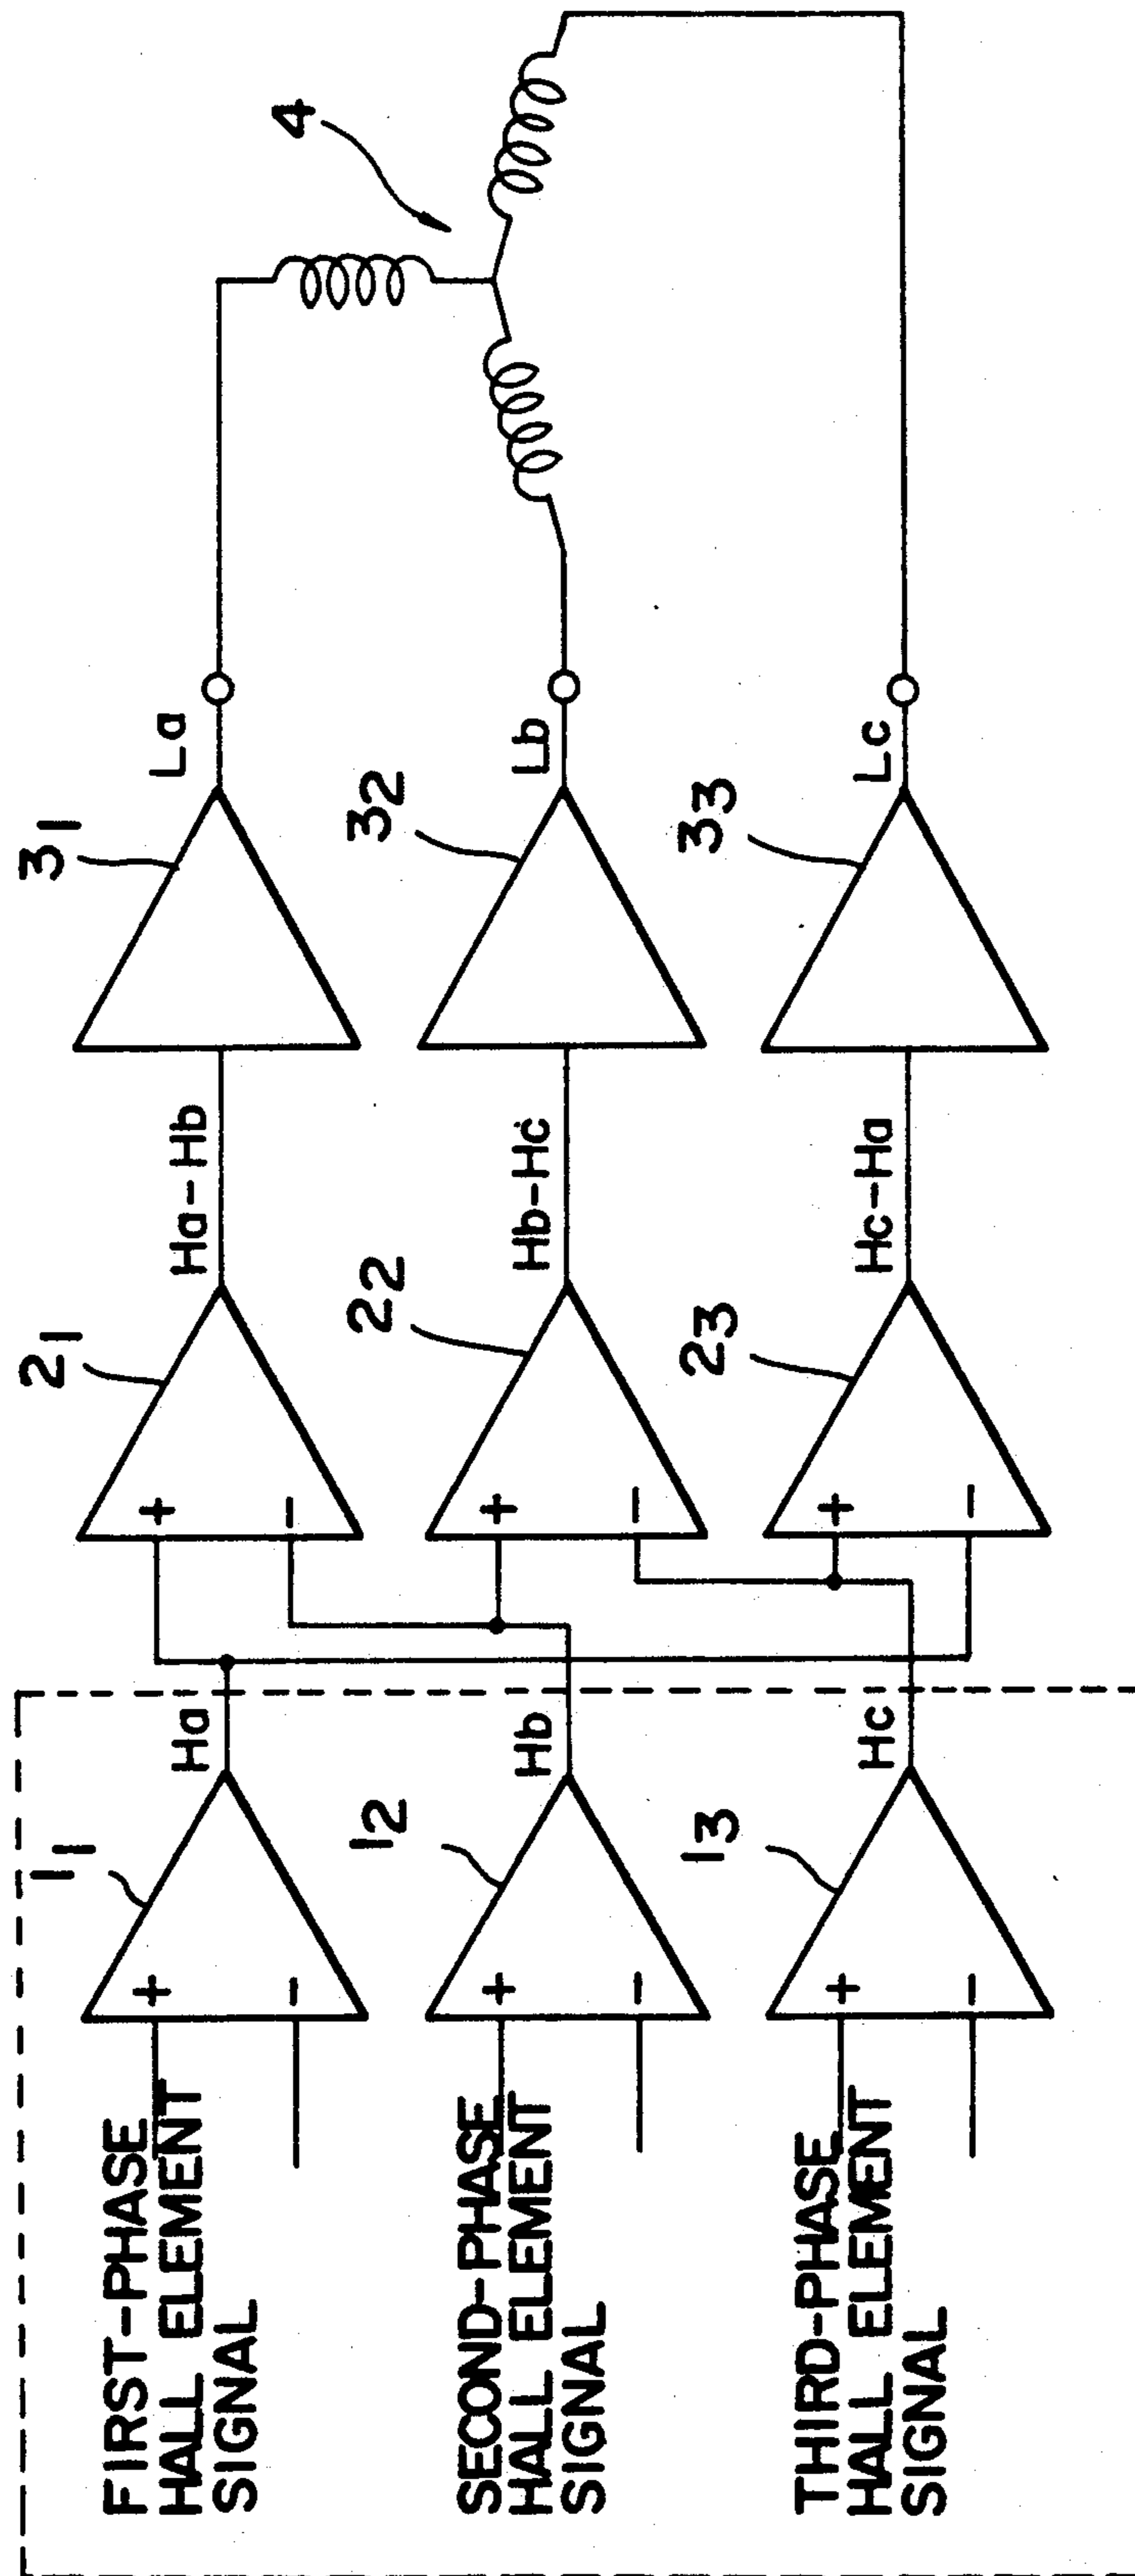 FIRST-PHASE
HALL ELEMENT
SIGNAL
SECOND-PHASE
HALL ELEMENT
SIGNAL
THIRD-PHASE
HALL ELEMENT
SIGNAL
+
-
11
Ha
+
-
12
Hb
+
-
13
Hc
+
-
21
Ha-Hb
+
-
22
Hb-Hc
+
-
23
Hc-Ha
31
La
32
Lb
33
Lc
4